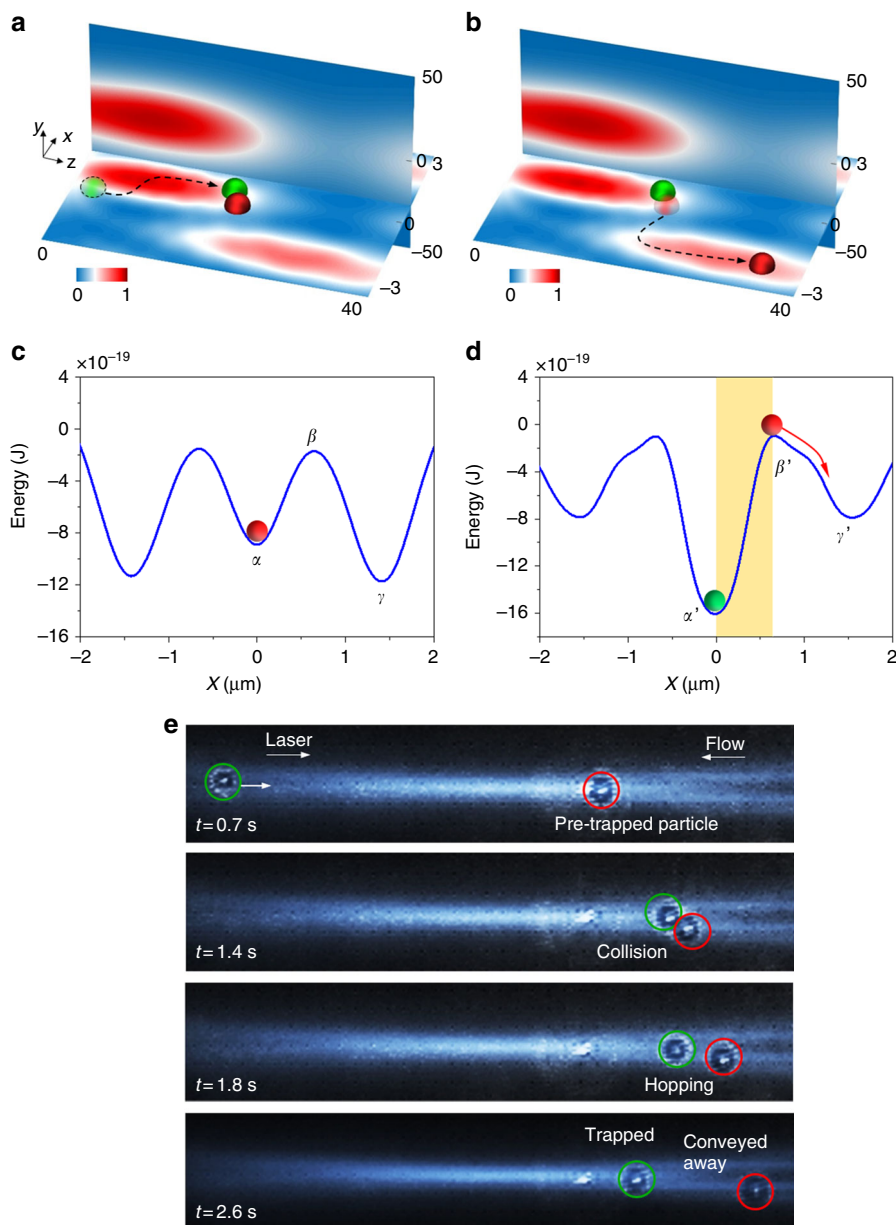 a
y
x
z
50
0
3
0
−50
−3
0
40
0
1
b
50
0
3
0
−50
−3
0
40
0
1
c
×10−19
4
0
−4
−8
−12
−16
Energy (J)
β
α
γ
−2
−1
0
1
2
X (μm)
d
×10−19
4
0
−4
−8
−12
−16
Energy (J)
β’
γ’
α’
−2
−1
0
1
2
X (μm)
e
Laser
Flow
Pre-trapped particle
t = 0.7 s
Collision
t = 1.4 s
Hopping
t = 1.8 s
Trapped
Conveyed
away
t = 2.6 s